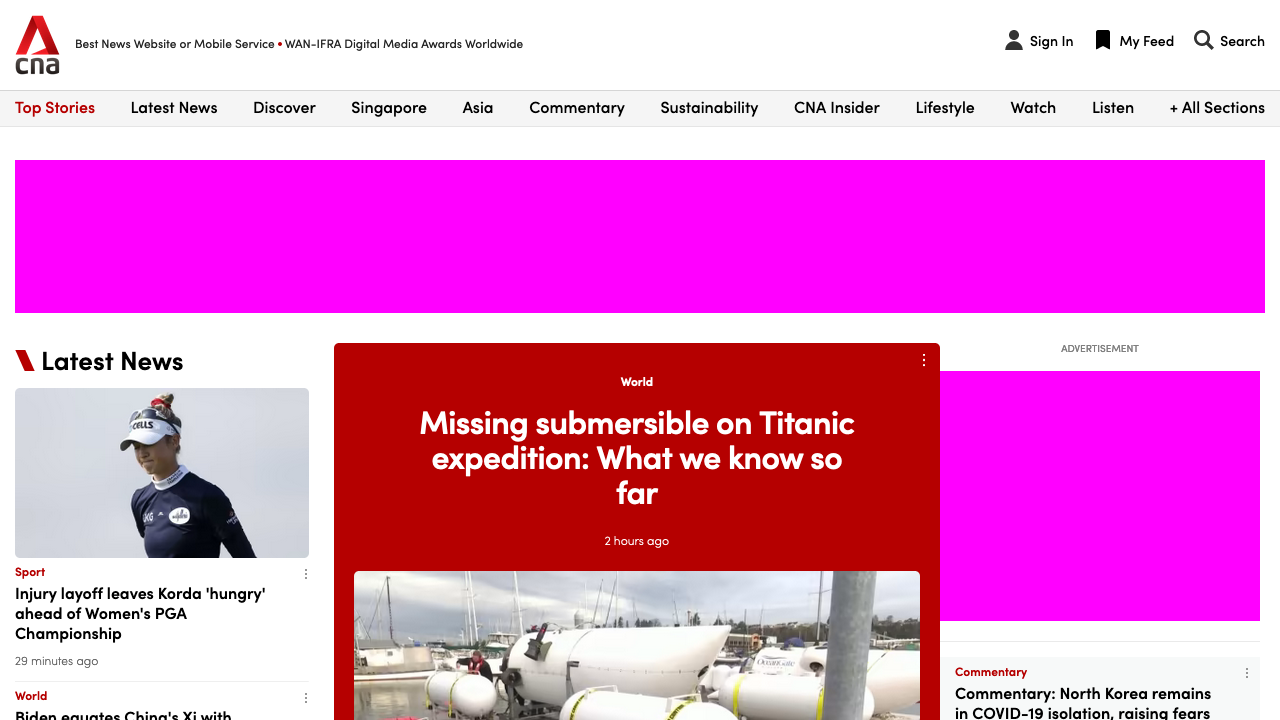 cna
Best News Website or Mobile Service • WAN-IFRA Digital Media Awards Worldwide
Sign In
My Feed
Search
Top Stories
Latest News
Discover
Singapore
Asia
Commentary
Sustainability
CNA Insider
Lifestyle
Watch
Listen
+ All Sections
Latest News
CELLS
Sport
Injury layoff leaves Korda 'hungry'
ahead of Women's PGA
Championship
29 minutes ago
World
Biden equates China's Xi with
World
Missing submersible on Titanic
expedition: What we know so
far
2 hours ago
OceanGate
ADVERTISEMENT
Commentary
Commentary: North Korea remains
in COVID-19 isolation, raising fears